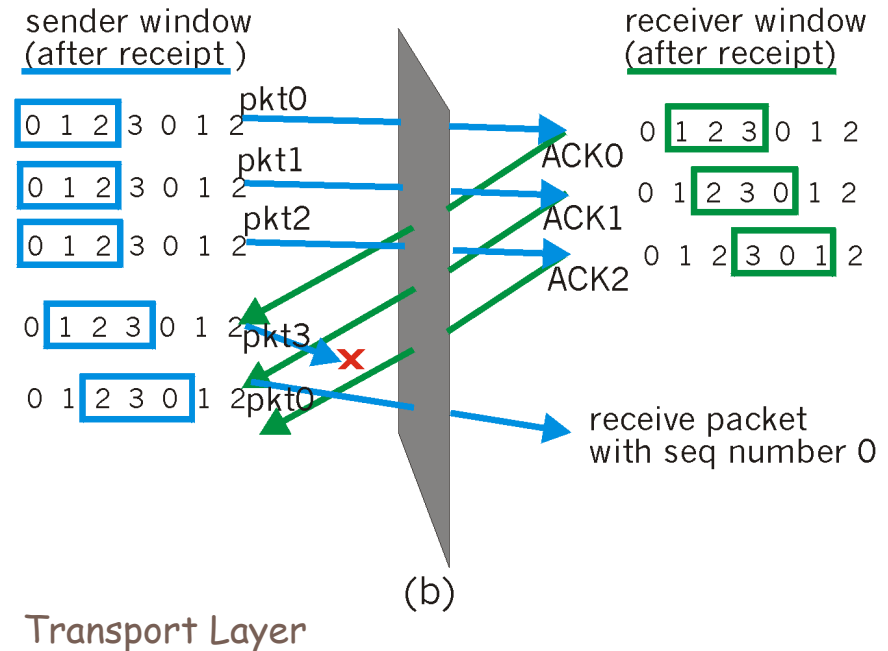 sender window
(after receipt )
receiver window
(after receipt)
0 1 2 3 0 1 2
pkt0
ACK0
0 1 2 3 0 1 2
0 1 2 3 0 1 2
pkt1
ACK1
0 1 2 3 0 1 2
0 1 2 3 0 1 2
pkt2
ACK2
0 1 2 3 0 1 2
0 1 2 3 0 1 2
pkt3
x
0 1 2 3 0 1 2
pkt0
receive packet
with seq number 0
(b)
Transport Layer